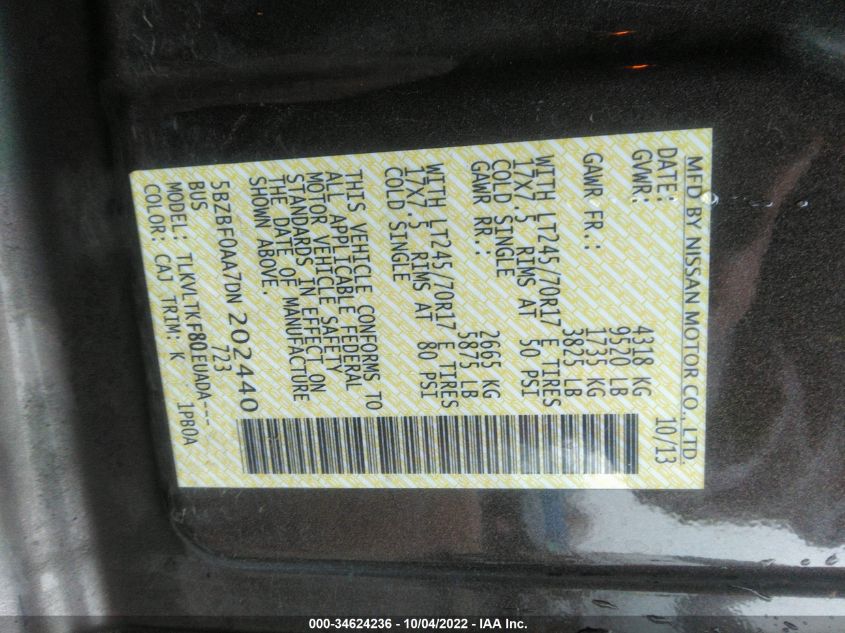 MFD BY NISSAN MOTOR CO., LTD.
DATE: 10/13
GVWR: 4318 KG
9520 LB
GAWR FR.: 1735 KG
3825 LB
WITH LT245/70R17 E TIRES
17X7.5 RIMS AT 50 PSI
COLD SINGLE
GAWR RR.: 2665 KG
5875 LB
WITH LT245/70R17 E TIRES
17X7.5 RIMS AT 80 PSI
COLD SINGLE
THIS VEHICLE CONFORMS TO
ALL APPLICABLE FEDERAL
MOTOR VEHICLE SAFETY
STANDARDS IN EFFECT ON
THE DATE OF MANUFACTURE
SHOWN ABOVE.
5BZBF0AA7DN 202440
BUS 723
MODEL: TLKVLTKF80EUADA---
COLOR: CAJ TRIM: K 1PB0A
000-34624236 - 10/04/2022 - IAA Inc.